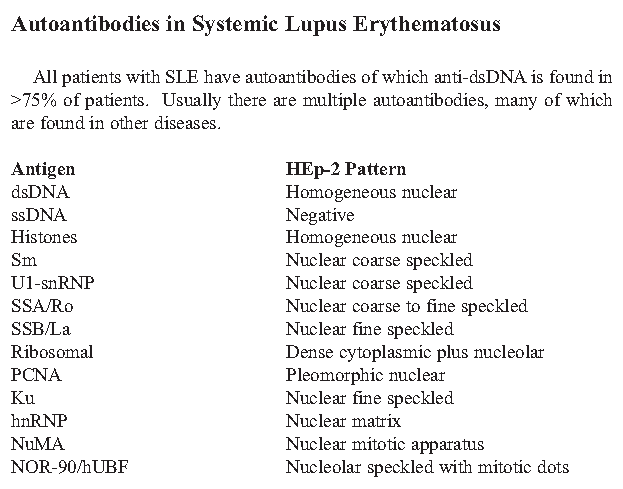 Autoantibodies in Systemic Lupus Erythematosus
All patients with SLE have autoantibodies of which anti-dsDNA is found in
>75% of patients.  Usually there are multiple autoantibodies, many of which
are found in other diseases.
Antigen HEp-2 Pattern
dsDNA Homogeneous nuclear
ssDNA Negative
Histones Homogeneous nuclear
Sm Nuclear coarse speckled
U1-snRNP Nuclear coarse speckled
SSA/Ro Nuclear coarse to fine speckled
SSB/La Nuclear fine speckled
Ribosomal Dense cytoplasmic plus nucleolar
PCNA Pleomorphic nuclear
Ku Nuclear fine speckled
hnRNP Nuclear matrix
NuMA Nuclear mitotic apparatus
NOR-90/hUBF Nucleolar speckled with mitotic dots